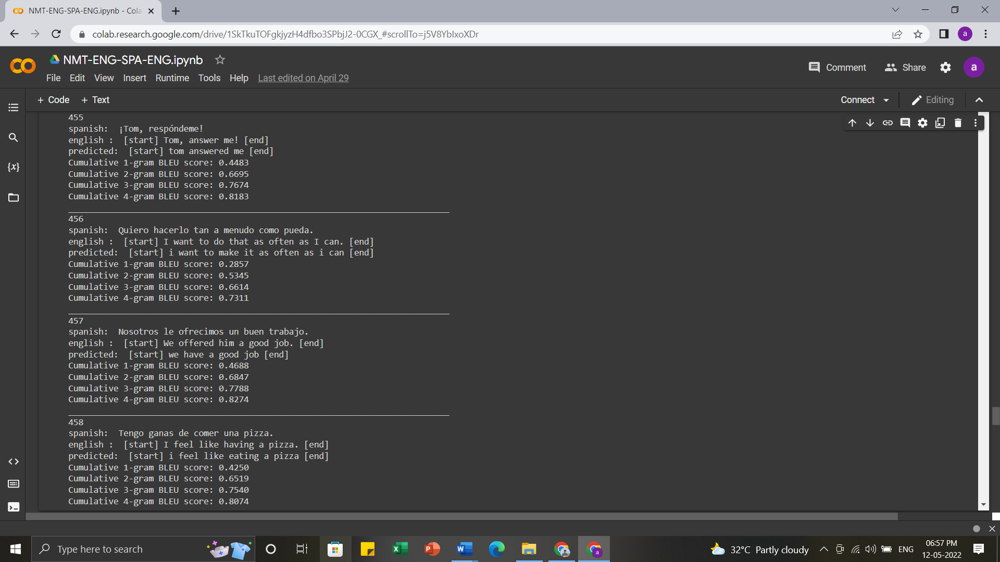 NMT-ENG-SPA-ENG.ipynb - Cola
colab.research.google.com/drive/1SkTkuTOFgkjyzH4dfbo3SPbjJ2-0CGX_#scrollTo=j5V8YbIxoXDr
a
NMT-ENG-SPA-ENG.ipynb
Comment
Share
a
File Edit View Insert Runtime Tools Help Last edited on April 29
+ Code + Text
Connect
Editing
{x}
455
spanish:  ¡Tom, respóndeme!
english :  [start] Tom, answer me! [end]
predicted:  [start] tom answered me [end]
Cumulative 1-gram BLEU score: 0.4483
Cumulative 2-gram BLEU score: 0.6695
Cumulative 3-gram BLEU score: 0.7674
Cumulative 4-gram BLEU score: 0.8183
456
spanish:  Quiero hacerlo tan a menudo como pueda.
english :  [start] I want to do that as often as I can. [end]
predicted:  [start] i want to make it as often as i can [end]
Cumulative 1-gram BLEU score: 0.2857
Cumulative 2-gram BLEU score: 0.5345
Cumulative 3-gram BLEU score: 0.6614
Cumulative 4-gram BLEU score: 0.7311
457
spanish:  Nosotros le ofrecimos un buen trabajo.
english :  [start] We offered him a good job. [end]
predicted:  [start] we have a good job [end]
Cumulative 1-gram BLEU score: 0.4688
Cumulative 2-gram BLEU score: 0.6847
Cumulative 3-gram BLEU score: 0.7788
Cumulative 4-gram BLEU score: 0.8274
458
spanish:  Tengo ganas de comer una pizza.
english :  [start] I feel like having a pizza. [end]
predicted:  [start] i feel like eating a pizza [end]
Cumulative 1-gram BLEU score: 0.4250
Cumulative 2-gram BLEU score: 0.6519
Cumulative 3-gram BLEU score: 0.7540
Cumulative 4-gram BLEU score: 0.8074
Type here to search
32°C Partly cloudy
ENG
06:57 PM
12-05-2022